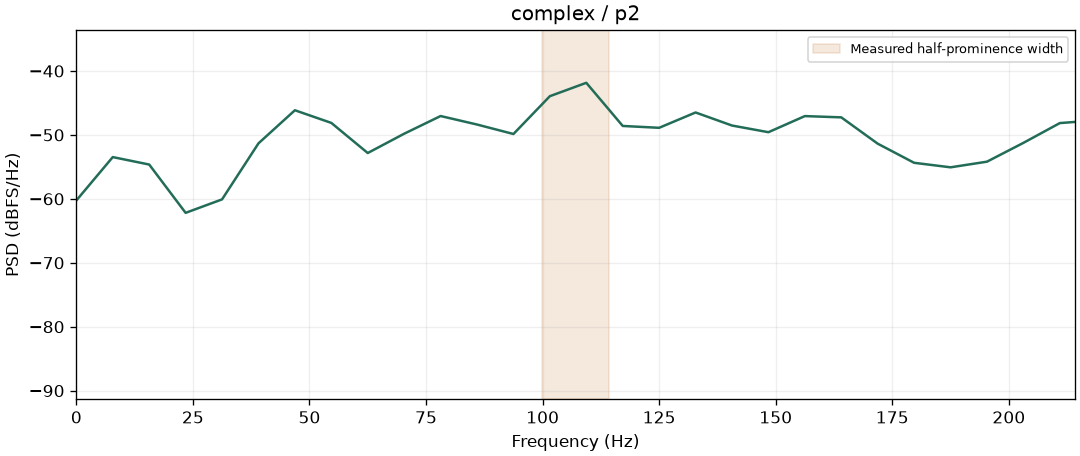 complex / p2
Measured half-prominence width
PSD (dBFS/Hz)
−40
−50
−60
−70
−80
−90
0 25 50 75 100 125 150 175 200
Frequency (Hz)